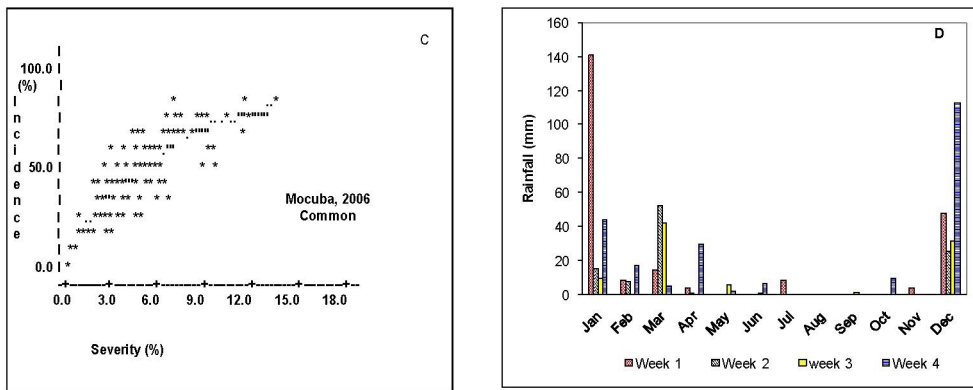 C
100.0
(%)
Incidence
50.0
0.0
Mocuba, 2006
Common
0.0 3.0 6.0 9.0 12.0 15.0 18.0
Severity (%)
D
Rainfall (mm)
160
140
120
100
80
60
40
20
0
Jan Feb Mar Apr May Jun Jul Aug Sep Oct Nov Dec
Week 1 Week 2 week 3 Week 4